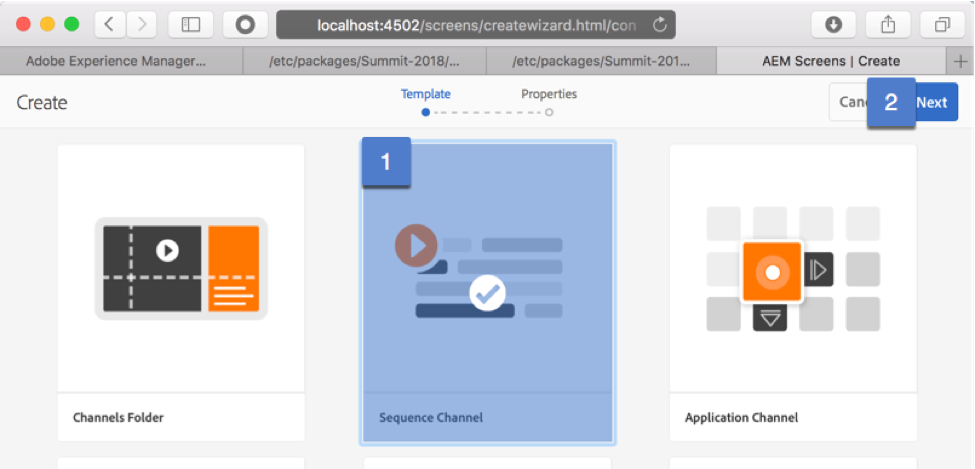 localhost:4502/screens/createwizard.html/con
Adobe Experience Manager...
/etc/packages/Summit-2018/...
/etc/packages/Summit-201...
AEM Screens | Create
+
Create
Template
Properties
Can
2
Next
1
Channels Folder
Sequence Channel
Application Channel